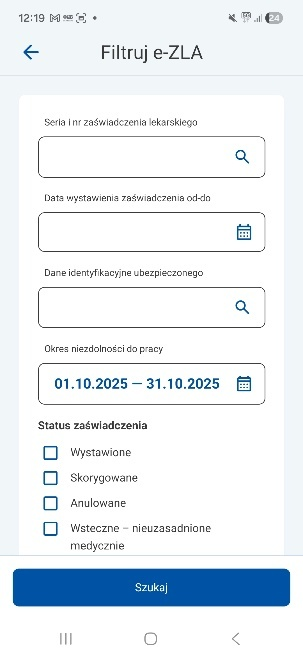 12:19
24
Filtruj e-ZLA
Seria i nr zaświadczenia lekarskiego
Data wystawienia zaświadczenia od-do
Dane identyfikacyjne ubezpieczonego
Okres niezdolności do pracy
01.10.2025 — 31.10.2025
Status zaświadczenia
Wystawione
Skorygowane
Anulowane
Wsteczne – nieuzasadnione
medycznie
Szukaj